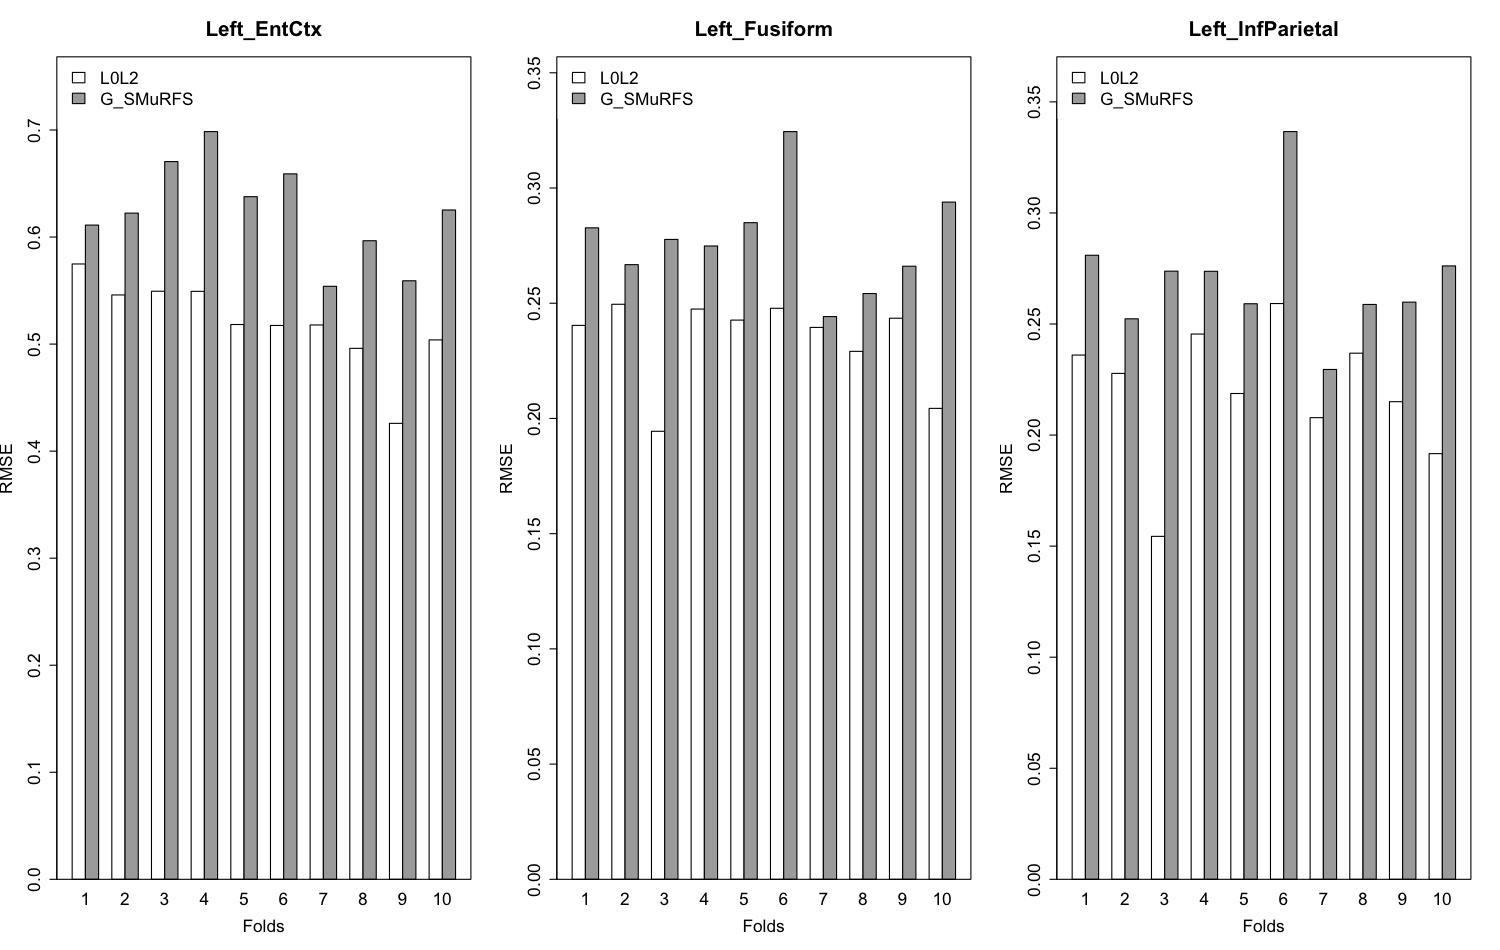 Left_EntCtx
L0L2
G_SMuRFS
RMSE
0.7
0.6
0.5
0.4
0.3
0.2
0.1
0.0
1 2 3 4 5 6 7 8 9 10
Folds
Left_Fusiform
L0L2
G_SMuRFS
RMSE
0.35
0.30
0.25
0.20
0.15
0.10
0.05
0.00
1 2 3 4 5 6 7 8 9 10
Folds
Left_InfParietal
L0L2
G_SMuRFS
RMSE
0.35
0.30
0.25
0.20
0.15
0.10
0.05
0.00
1 2 3 4 5 6 7 8 9 10
Folds